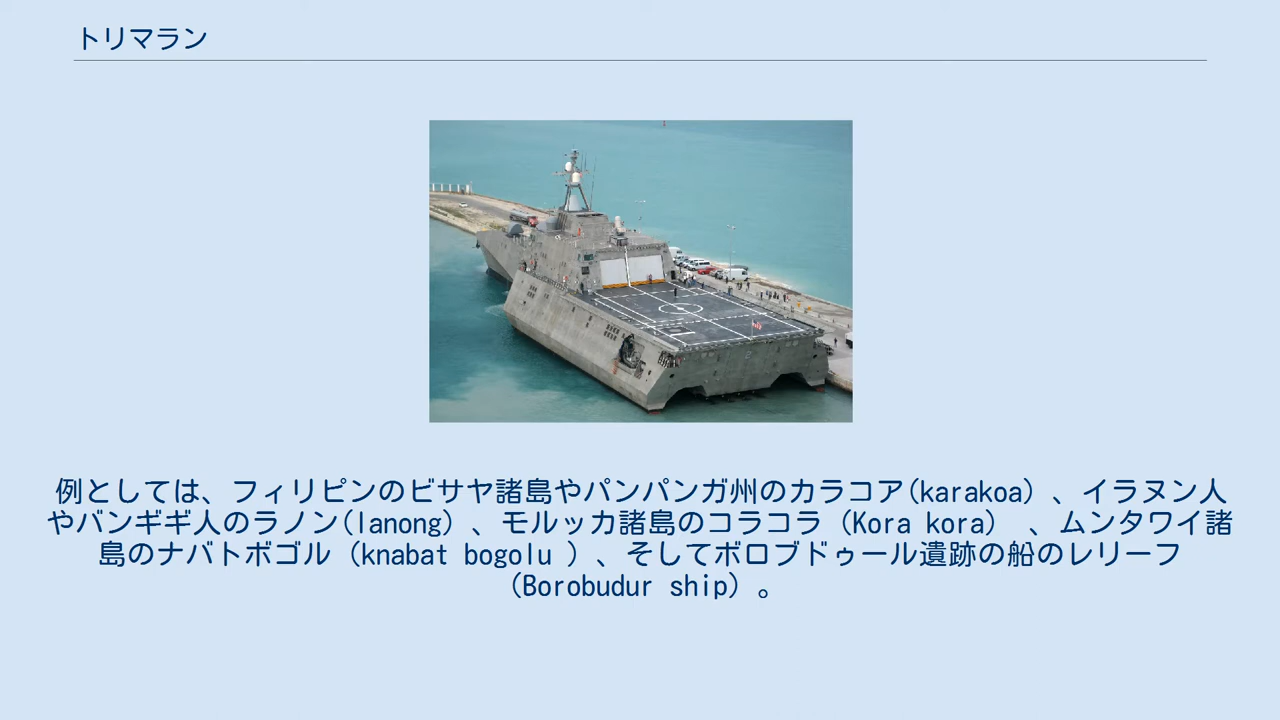 トリマラン
例としては、フィリピンのビサヤ諸島やパンパンガ州のカラコア(karakoa) 、イラヌン人
やバンギギ人のラノン(lanong) 、モルッカ諸島のコラコラ (Kora kora)  、ムンタワイ諸
島のナバトボゴル (knabat bogolu ) 、そしてボロブドゥール遺跡の船のレリーフ
(Borobudur ship) 。